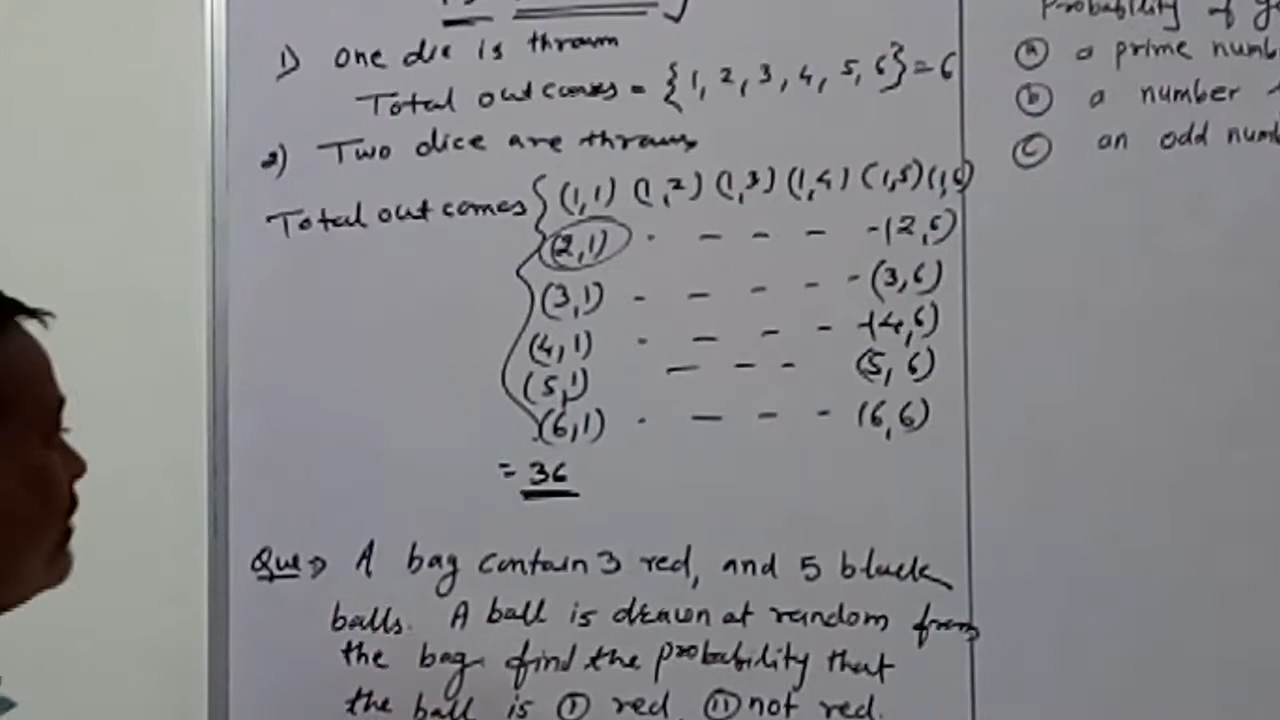 1) one die is thrown
Total outcomes = {1, 2, 3, 4, 5, 6} = 6
2) Two dice are thrown
Total outcomes {(1,1) (1,2) (1,3) (1,4) (1,5) (1,6)
(2,1) . - - - - (2,6)
(3,1) - - - - - (3,6)
(4,1) . - - - (4,6)
(5,1) - - - (5, 6)
(6,1) . - - - (6,6)
= 36
Que → A bag contain 3 red, and 5 black
balls. A ball is drawn at random from
the bag. find the probability that
the ball is (i) red (ii) not red.
Probability of
(a) a prime
(b) a number
(c) an odd